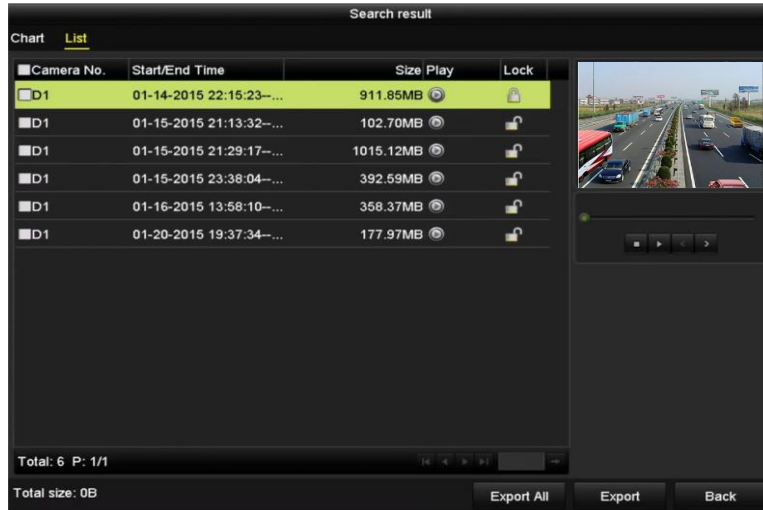 Search result
Chart List
Camera No. Start/End Time Size Play Lock
D1 01-14-2015 22:15:23--... 911.85MB
D1 01-15-2015 21:13:32--... 102.70MB
D1 01-15-2015 21:29:17--... 1015.12MB
D1 01-15-2015 23:38:04--... 392.59MB
D1 01-16-2015 13:58:10--... 358.37MB
D1 01-20-2015 19:37:34--... 177.97MB
Total: 6 P: 1/1
Total size: 0B Export All Export Back